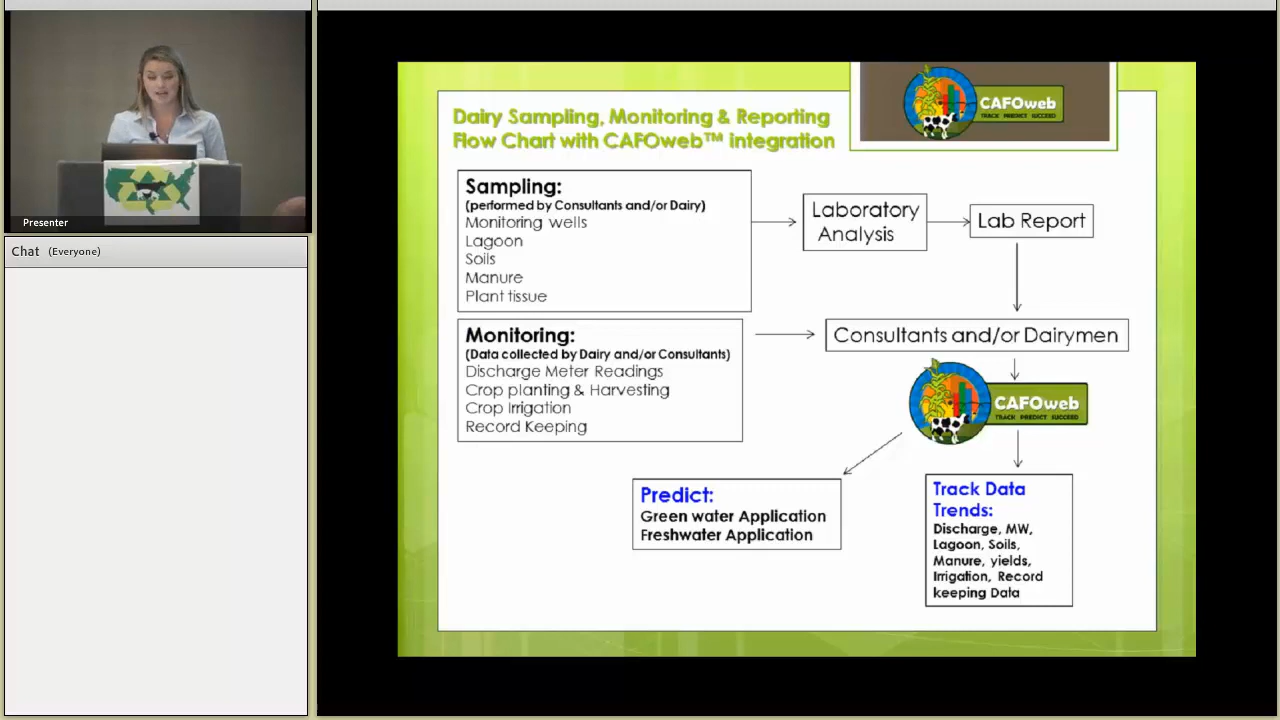 Presenter
Chat (Everyone)
Dairy Sampling, Monitoring & Reporting
Flow Chart with CAFOweb™ integration
CAFOweb
TRACK PREDICT SUCCEED
Sampling:
(performed by Consultants and/or Dairy)
Monitoring wells
Lagoon
Soils
Manure
Plant tissue
Laboratory
Analysis
Lab Report
Monitoring:
(Data collected by Dairy and/or Consultants)
Discharge Meter Readings
Crop planting & Harvesting
Crop Irrigation
Record Keeping
Consultants and/or Dairymen
CAFOweb
TRACK PREDICT SUCCEED
Predict:
Green water Application
Freshwater Application
Track Data
Trends:
Discharge, MW,
Lagoon, Soils,
Manure, yields,
Irrigation, Record
keeping Data